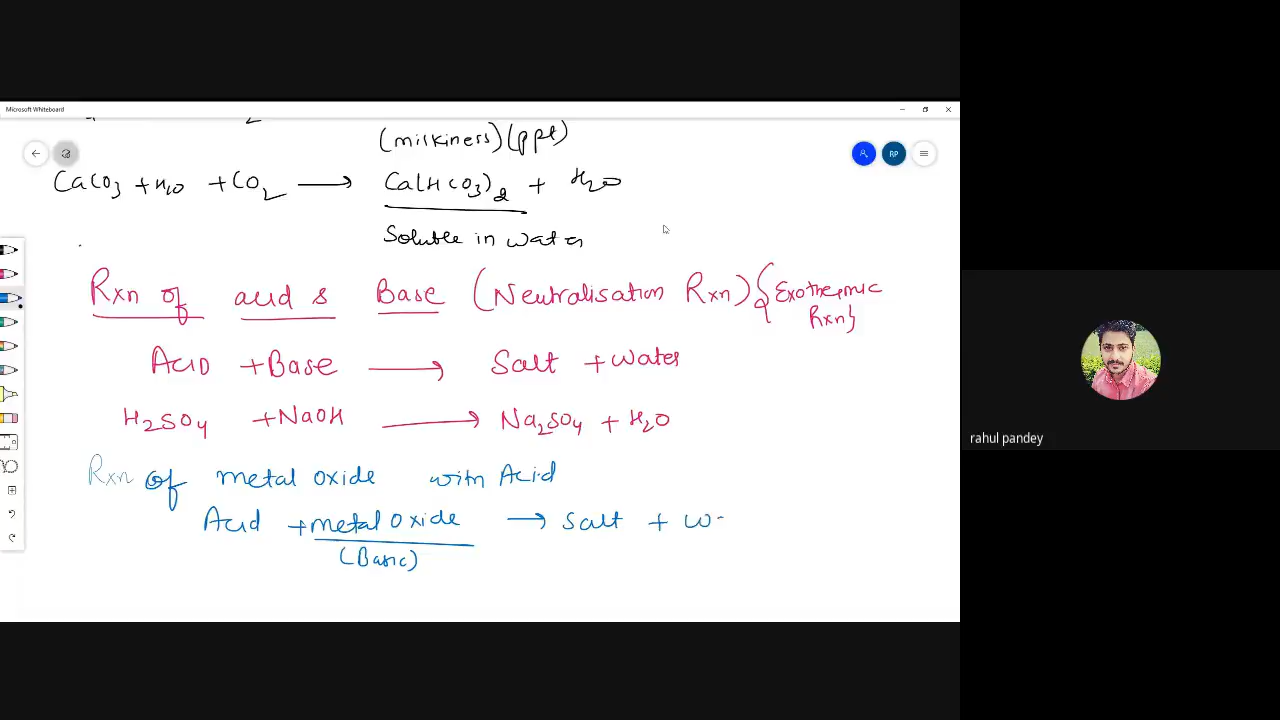 Microsoft Whiteboard
(milkiness) (ppt)
RP
CaCO3 + H2O + CO2 ⟶ Ca(HCO3)2 + H2O
Soluble in water
Rxn of acid & Base (Neutralisation Rxn) {Exothermic
Rxn}
ACID + Base ⟶ Salt + water
H2SO4 + NaOH ⟶ Na2SO4 + H2O
Rxn of metal oxide with Acid
Acid + metal oxide ⟶ Salt + w
(Basic)
rahul pandey